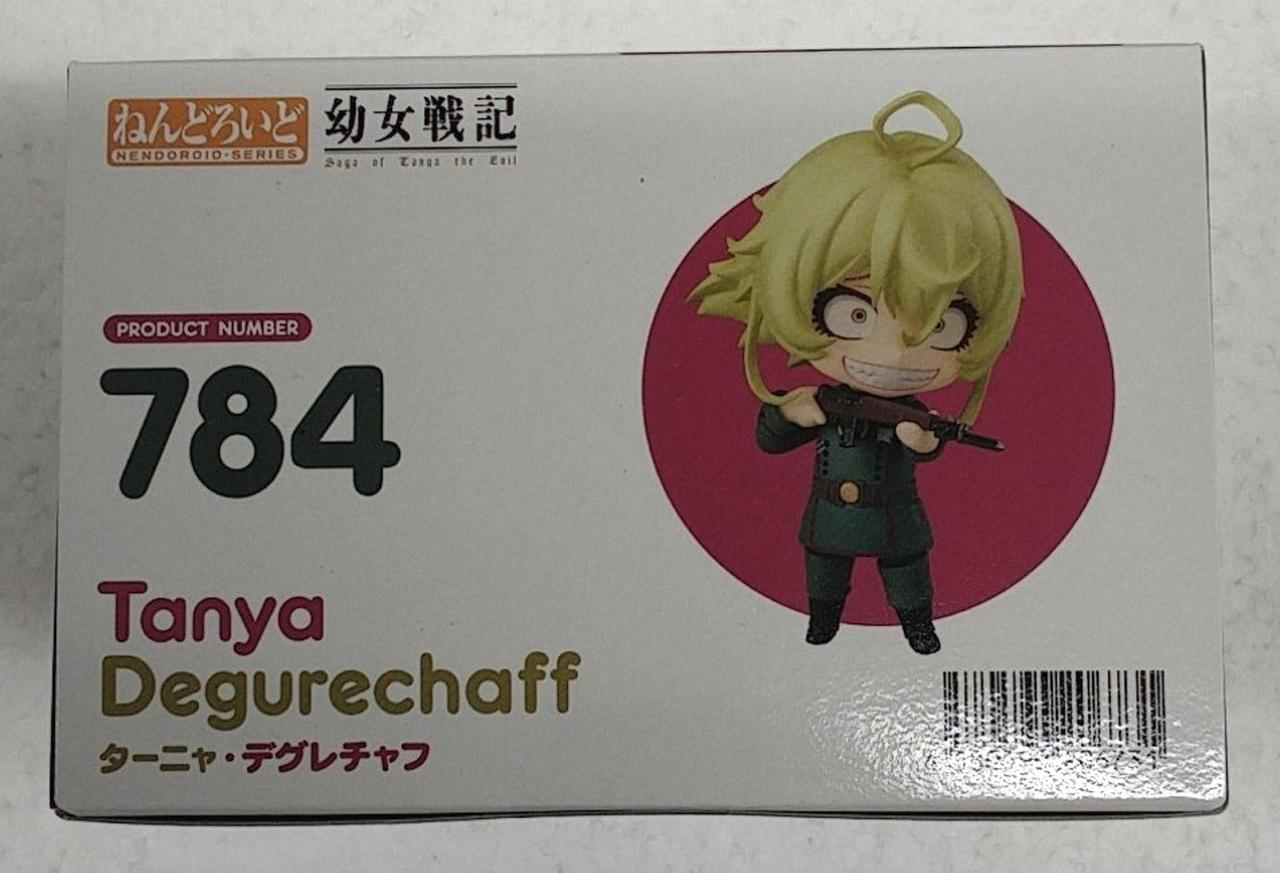 ねんどろいど
NENDOROID·SERIES
幼女戦記
Saga of Tanya the Evil
PRODUCT NUMBER
784
Tanya
Degurechaff
ターニャ・デグレチャフ